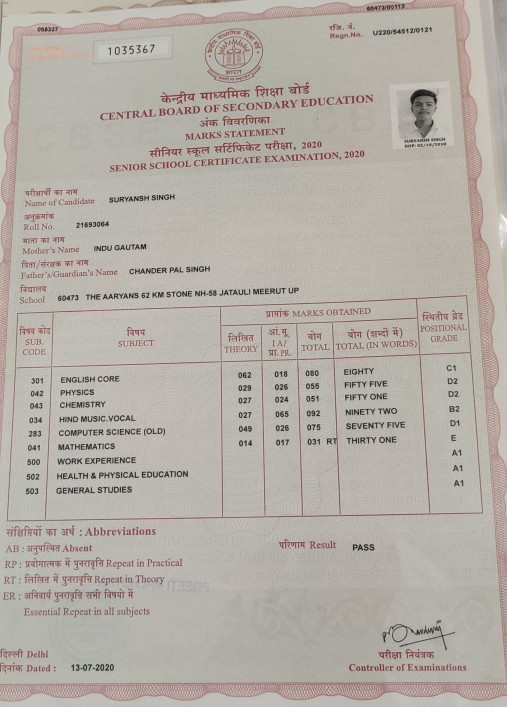 60473/00113
058327
1035367
रजि. नं.
Regn.No. U220/54512/0121
भारत
केन्द्रीय माध्यमिक शिक्षा बोर्ड
CENTRAL BOARD OF SECONDARY EDUCATION
अंक विवरणिका
MARKS STATEMENT
सीनियर स्कूल सर्टिफिकेट परीक्षा, 2020
SENIOR SCHOOL CERTIFICATE EXAMINATION, 2020
SURYANSH SINGH
परीक्षार्थी का नाम
Name of Candidate SURYANSH SINGH
अनुक्रमांक
Roll No. 21693064
माता का नाम
Mother's Name INDU GAUTAM
पिता/संरक्षक का नाम
Father's/Guardian's Name CHANDER PAL SINGH
विद्यालय
School 60473 THE AARYANS 62 KM STONE NH-58 JATAULI MEERUT UP
विषय कोड SUB. CODE
विषय SUBJECT
प्राप्तांक MARKS OBTAINED
लिखित THEORY
आं. मू. IA/ प्रा. PR.
योग TOTAL
योग (शब्दों में) TOTAL (IN WORDS)
स्थितीय ग्रेड POSITIONAL GRADE
301 ENGLISH CORE 062 018 080 EIGHTY C1
042 PHYSICS 029 026 055 FIFTY FIVE D2
043 CHEMISTRY 027 024 051 FIFTY ONE D2
034 HIND MUSIC.VOCAL 027 065 092 NINETY TWO B2
283 COMPUTER SCIENCE (OLD) 049 026 075 SEVENTY FIVE D1
041 MATHEMATICS 014 017 031 RT THIRTY ONE E
500 WORK EXPERIENCE A1
502 HEALTH & PHYSICAL EDUCATION A1
503 GENERAL STUDIES A1
संक्षिप्तियों का अर्थ : Abbreviations
AB : अनुपस्थित Absent
परिणाम Result PASS
RP : प्रयोगात्मक में पुनरावृत्ति Repeat in Practical
RT : लिखित में पुनरावृत्ति Repeat in Theory
ER : अनिवार्य पुनरावृत्ति सभी विषयों में
Essential Repeat in all subjects
दिल्ली Delhi
दिनांक Dated : 13-07-2020
परीक्षा नियंत्रक
Controller of Examinations